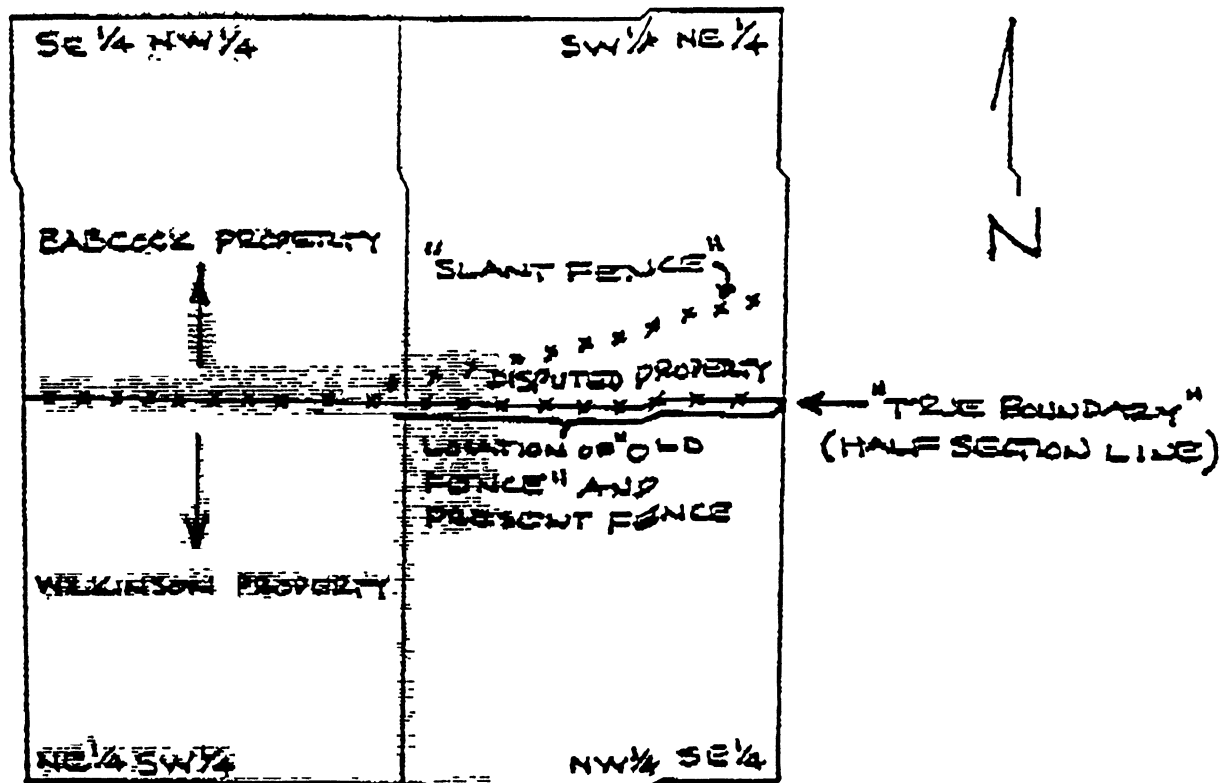 SE 1/4 NW 1/4
SW 1/4 NE 1/4
N
BABCOCK PROPERTY
"SLANT FENCE"
DISPUTED PROPERTY
"TRUE BOUNDARY"
(HALF SECTION LINE)
LOCATION OF "OLD
FENCE" AND
PRESENT FENCE
WILKINSON PROPERTY
NE 1/4 SW 1/4
NW 1/4 SE 1/4